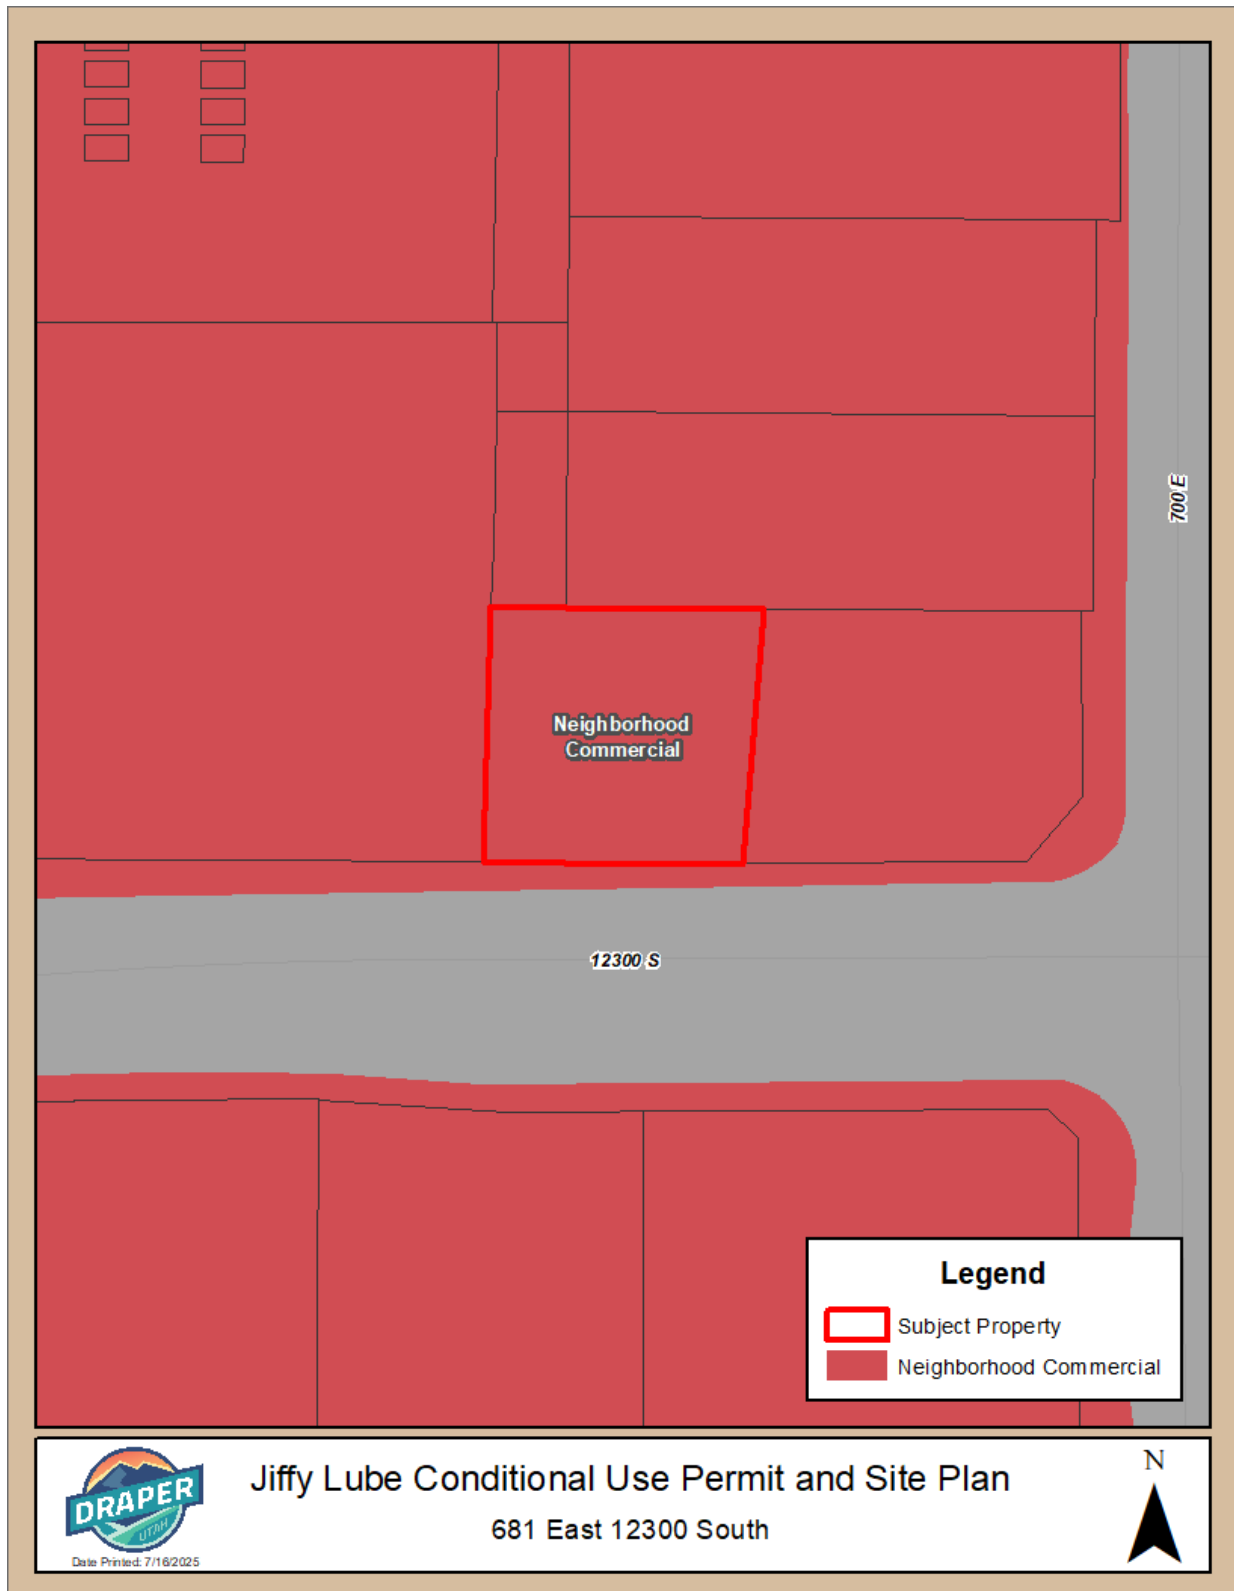 700 E
Neighborhood
Commercial
12300 S
Legend
Subject Property
Neighborhood Commercial
DRAPER
UTAH
Date Printed: 7/16/2025
Jiffy Lube Conditional Use Permit and Site Plan
681 East 12300 South
N